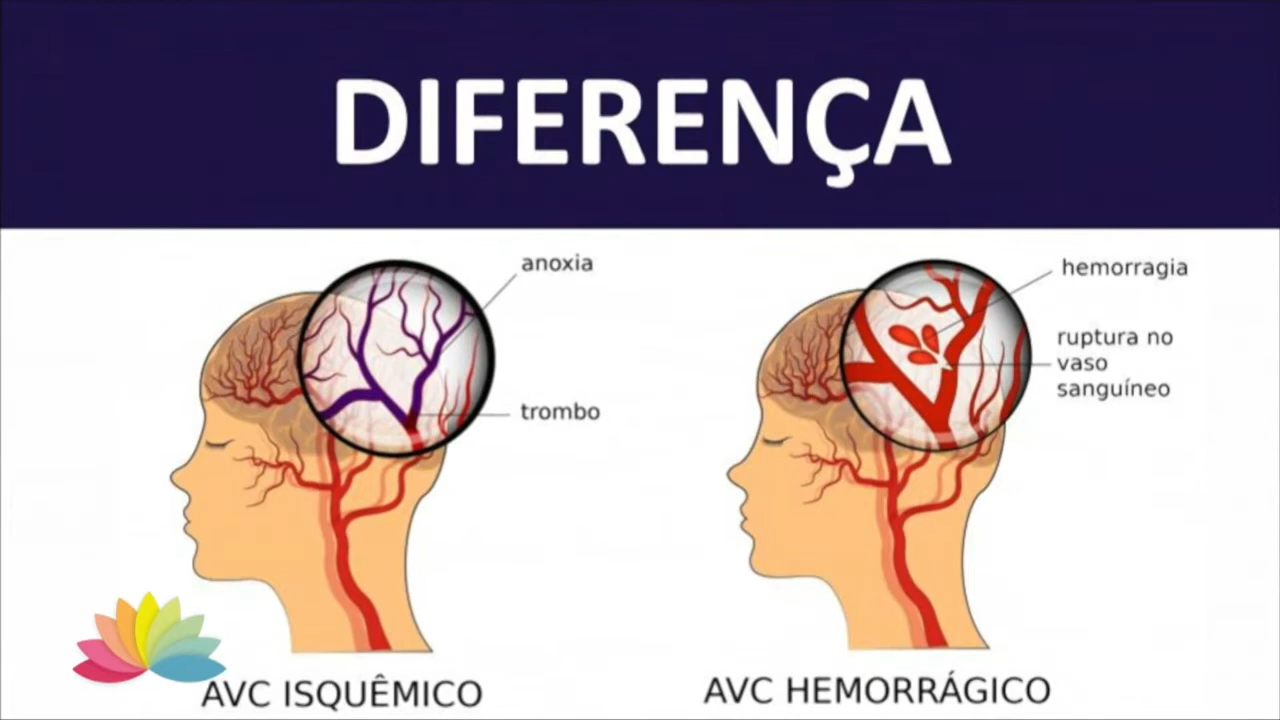 DIFERENÇA
anoxia
trombo
hemorragia
ruptura no
vaso
sanguíneo
AVC ISQUÊMICO
AVC HEMORRÁGICO